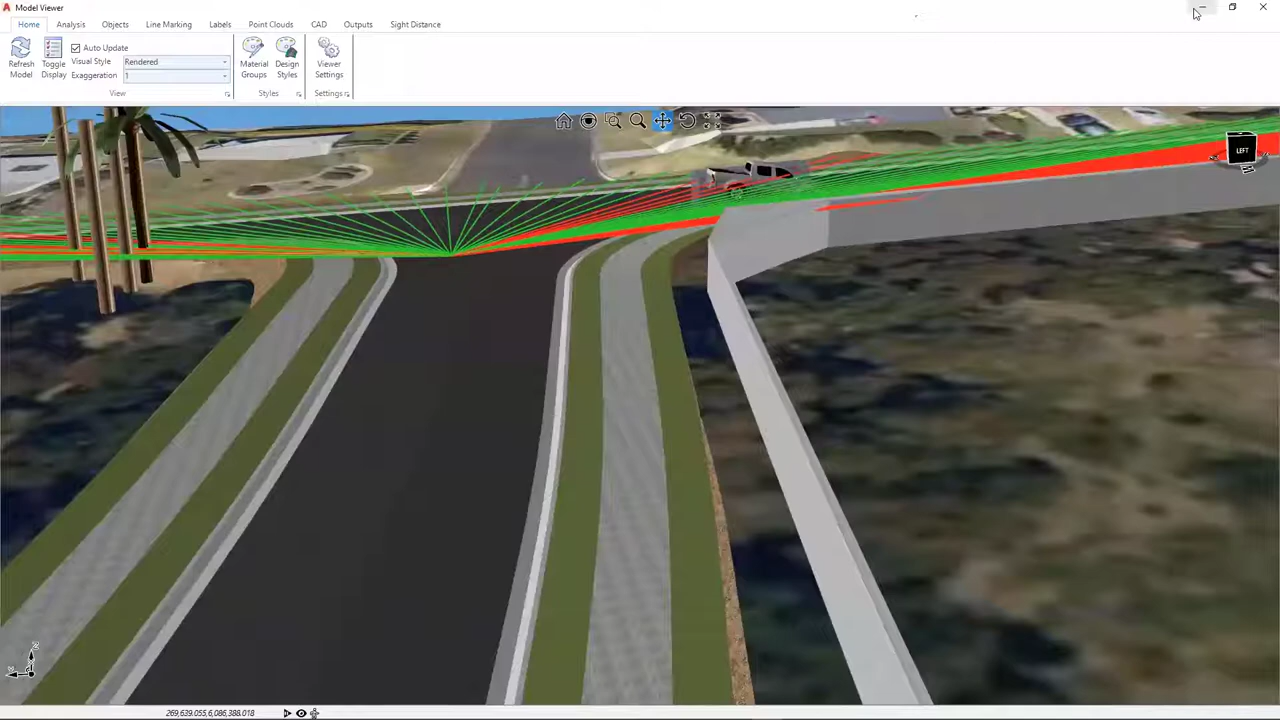 Model Viewer
Home Analysis Objects Line Marking Labels Point Clouds CAD Outputs Sight Distance
Refresh Model
Toggle Display
Auto Update
Visual Style Rendered
Exaggeration 1
Material Groups
Design Styles
Viewer Settings
View Styles Settings
LEFT
Z
269,639.055,6,086,388.018